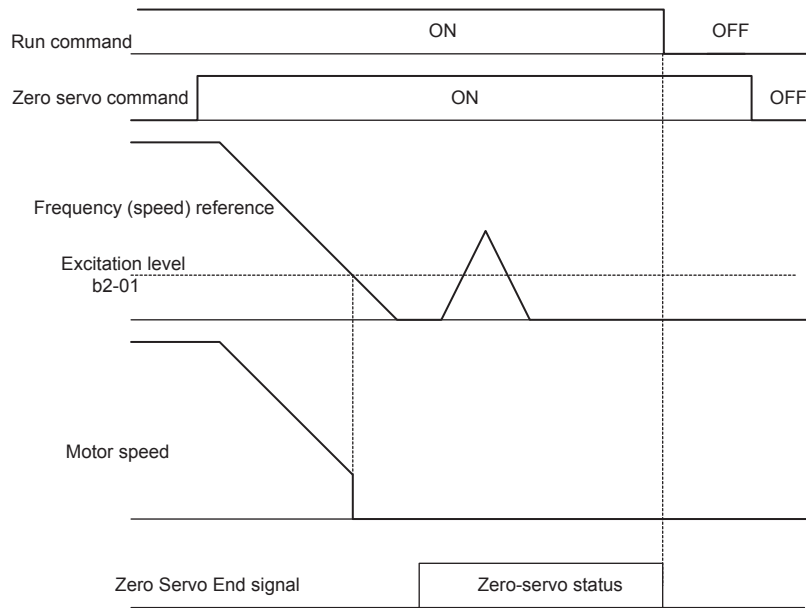 Run command
ON
OFF
Zero servo command
ON
OFF
Frequency (speed) reference
Excitation level
b2-01
Motor speed
Zero Servo End signal
Zero-servo status